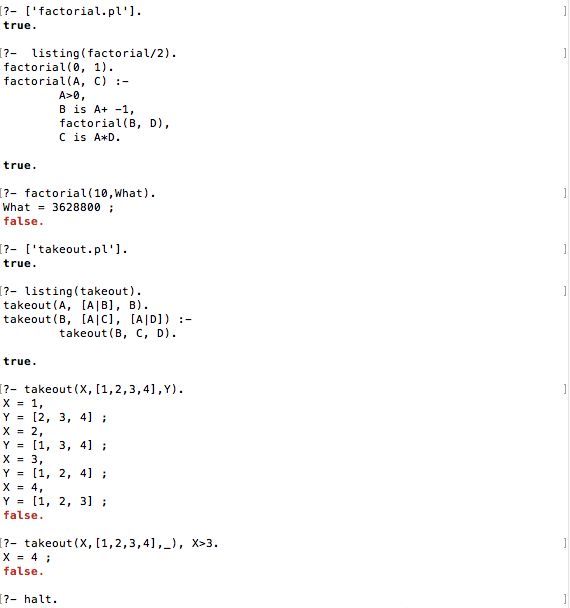 [?- ['factorial.pl']. ]
true.
[?-  listing(factorial/2). ]
factorial(0, 1).
factorial(A, C) :-
        A>0,
        B is A+ -1,
        factorial(B, D),
        C is A*D.
true.
[?- factorial(10,What). ]
What = 3628800 ;
false.
[?- ['takeout.pl']. ]
true.
[?- listing(takeout). ]
takeout(A, [A|B], B).
takeout(B, [A|C], [A|D]) :-
        takeout(B, C, D).
true.
[?- takeout(X,[1,2,3,4],Y). ]
X = 1,
Y = [2, 3, 4] ;
X = 2,
Y = [1, 3, 4] ;
X = 3,
Y = [1, 2, 4] ;
X = 4,
Y = [1, 2, 3] ;
false.
[?- takeout(X,[1,2,3,4],_), X>3. ]
X = 4 ;
false.
[?- halt. ]